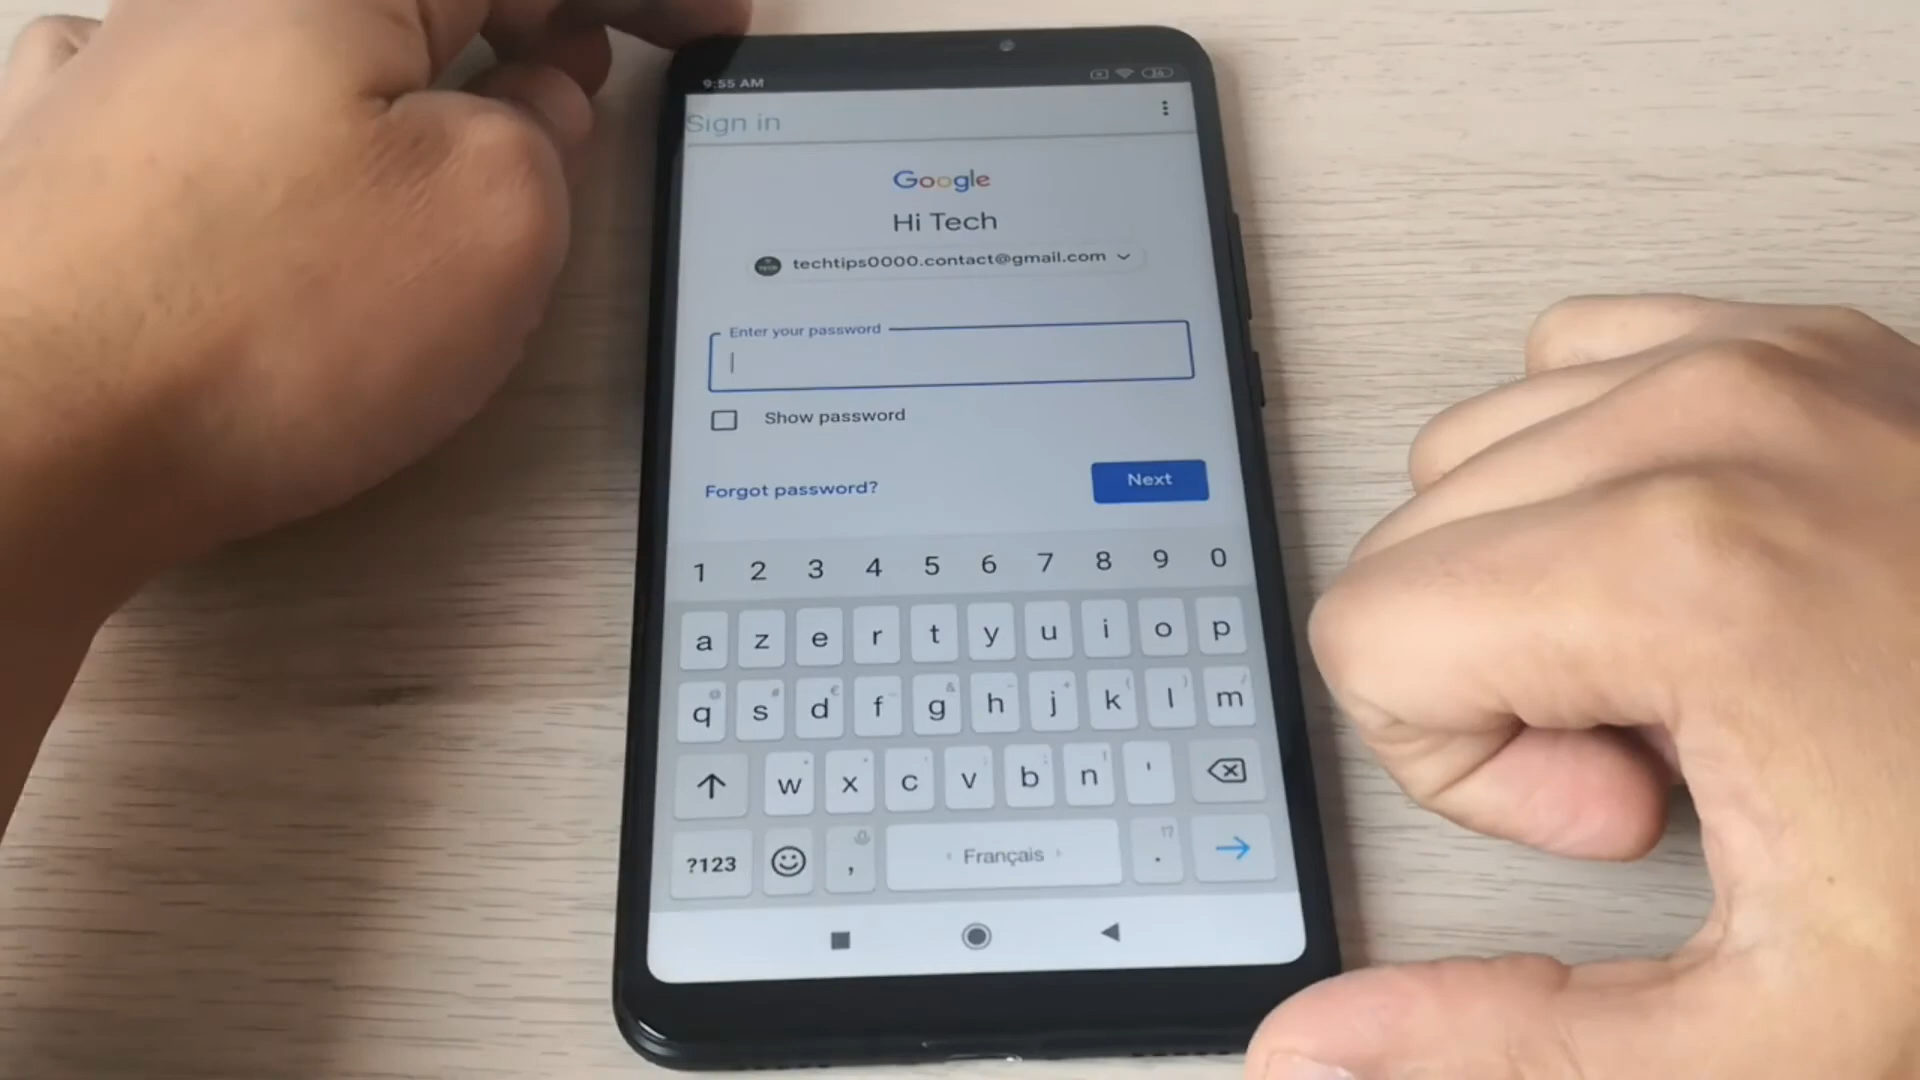 9:55 AM
Sign in
Google
Hi Tech
techtips0000.contact@gmail.com
Enter your password
Show password
Forgot password?
Next
1 2 3 4 5 6 7 8 9 0
a z e r t y u i o p
q s d f g h j k l m
w x c v b n '
?123 , Français .